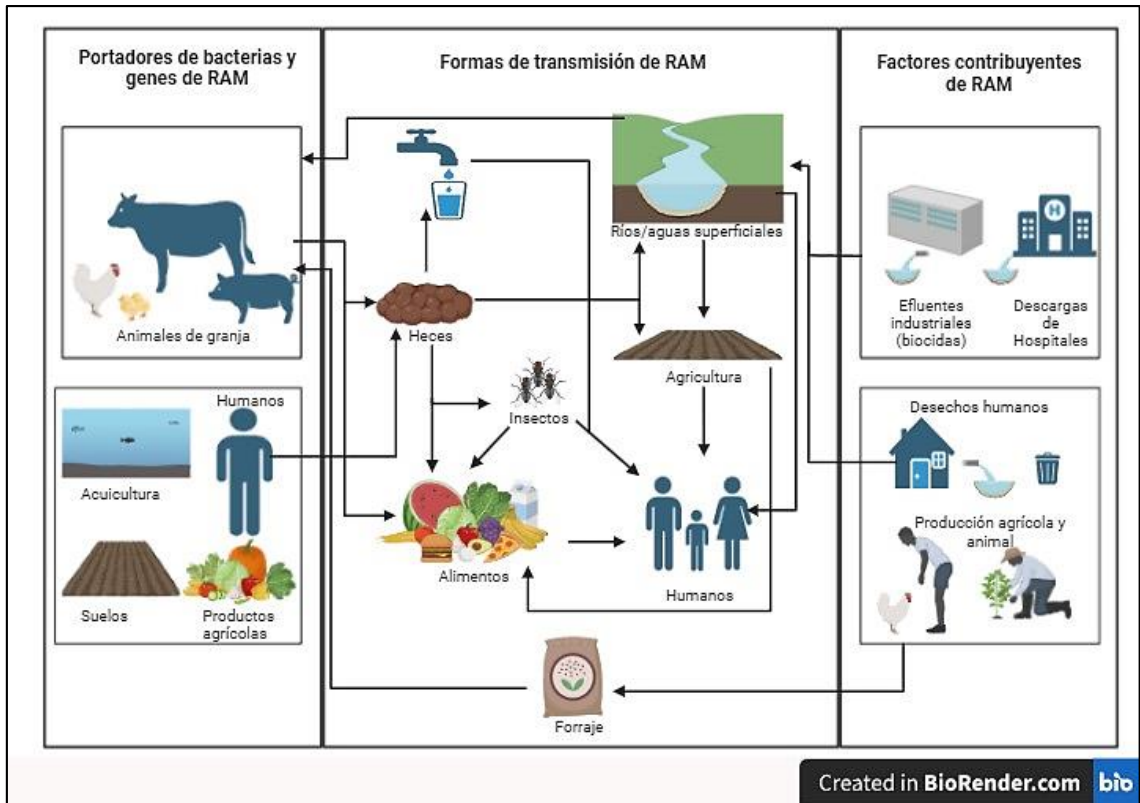 Portadores de bacterias y
genes de RAM
Animales de granja
Humanos
Acuicultura
Suelos
Productos
agrícolas
Formas de transmisión de RAM
Ríos/aguas superficiales
Heces
Agricultura
Insectos
Alimentos
Humanos
Forraje
Factores contribuyentes
de RAM
H
Efluentes
industriales
(biocidas)
Descargas
de
Hospitales
Desechos humanos
Producción agrícola y
animal
Created in BioRender.com bio